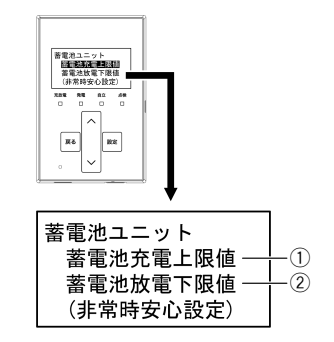 蓄電池ユニット
蓄電池充電上限値
蓄電池放電下限値
(非常時安心設定)
充放電 発電 自立 点検
戻る 設定
蓄電池ユニット
蓄電池充電上限値 ①
蓄電池放電下限値 ②
(非常時安心設定)